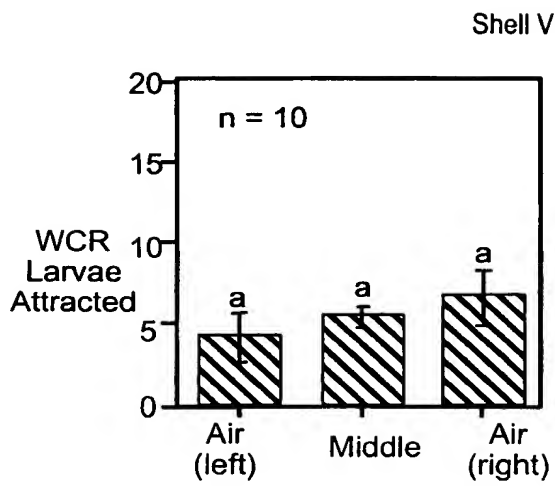 Shell V
20
n = 10
15
10
WCR
Larvae
Attracted
a
a
a
5
0
Air
(left)
Middle
Air
(right)